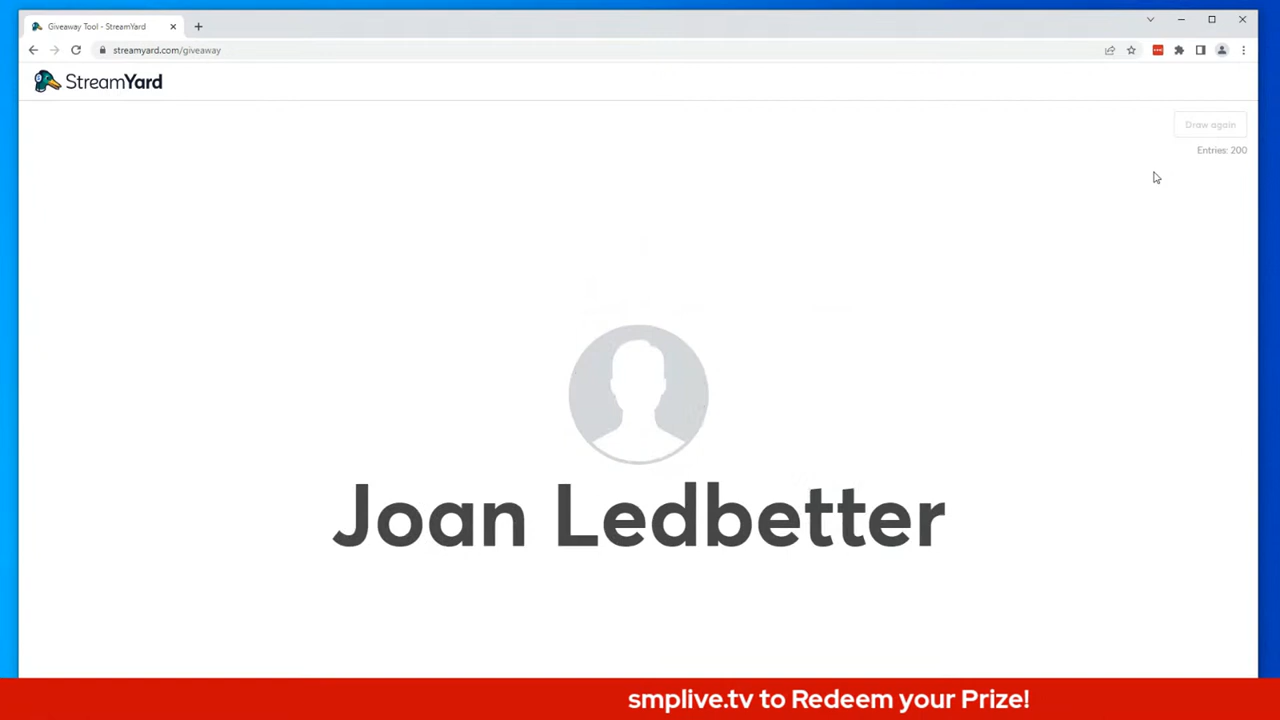 Giveaway Tool - StreamYard
streamyard.com/giveaway
StreamYard
Draw again
Entries: 200
Joan Ledbetter
smplive.tv to Redeem your Prize!